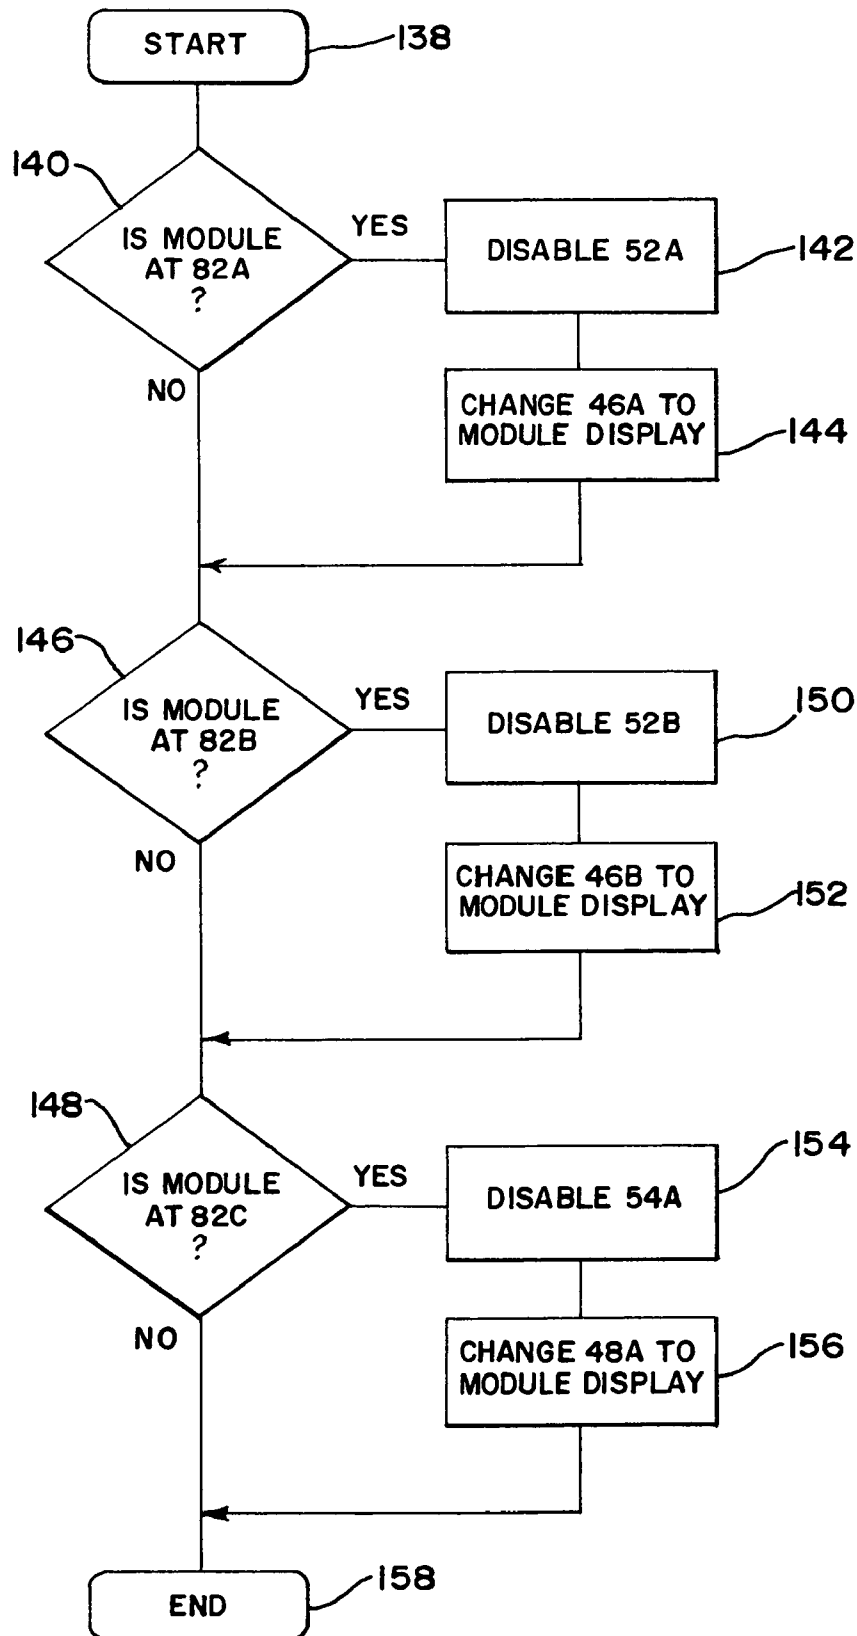 START
138
140
IS MODULE
AT 82A
?
YES
DISABLE 52A
142
NO
CHANGE 46A TO
MODULE DISPLAY
144
146
IS MODULE
AT 82B
?
YES
DISABLE 52B
150
NO
CHANGE 46B TO
MODULE DISPLAY
152
148
IS MODULE
AT 82C
?
YES
DISABLE 54A
154
NO
CHANGE 48A TO
MODULE DISPLAY
156
END
158